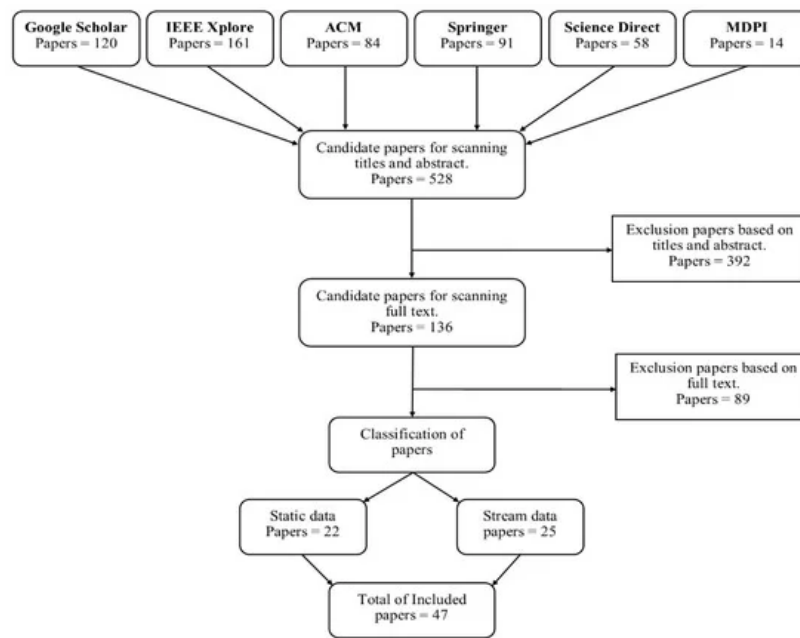 Google Scholar
Papers = 120
IEEE Xplore
Papers = 161
ACM
Papers = 84
Springer
Papers = 91
Science Direct
Papers = 58
MDPI
Papers = 14
Candidate papers for scanning
titles and abstract.
Papers = 528
Exclusion papers based on
titles and abstract.
Papers = 392
Candidate papers for scanning
full text.
Papers = 136
Exclusion papers based on
full text.
Papers = 89
Classification of
papers
Static data
Papers = 22
Stream data
papers = 25
Total of Included
papers = 47